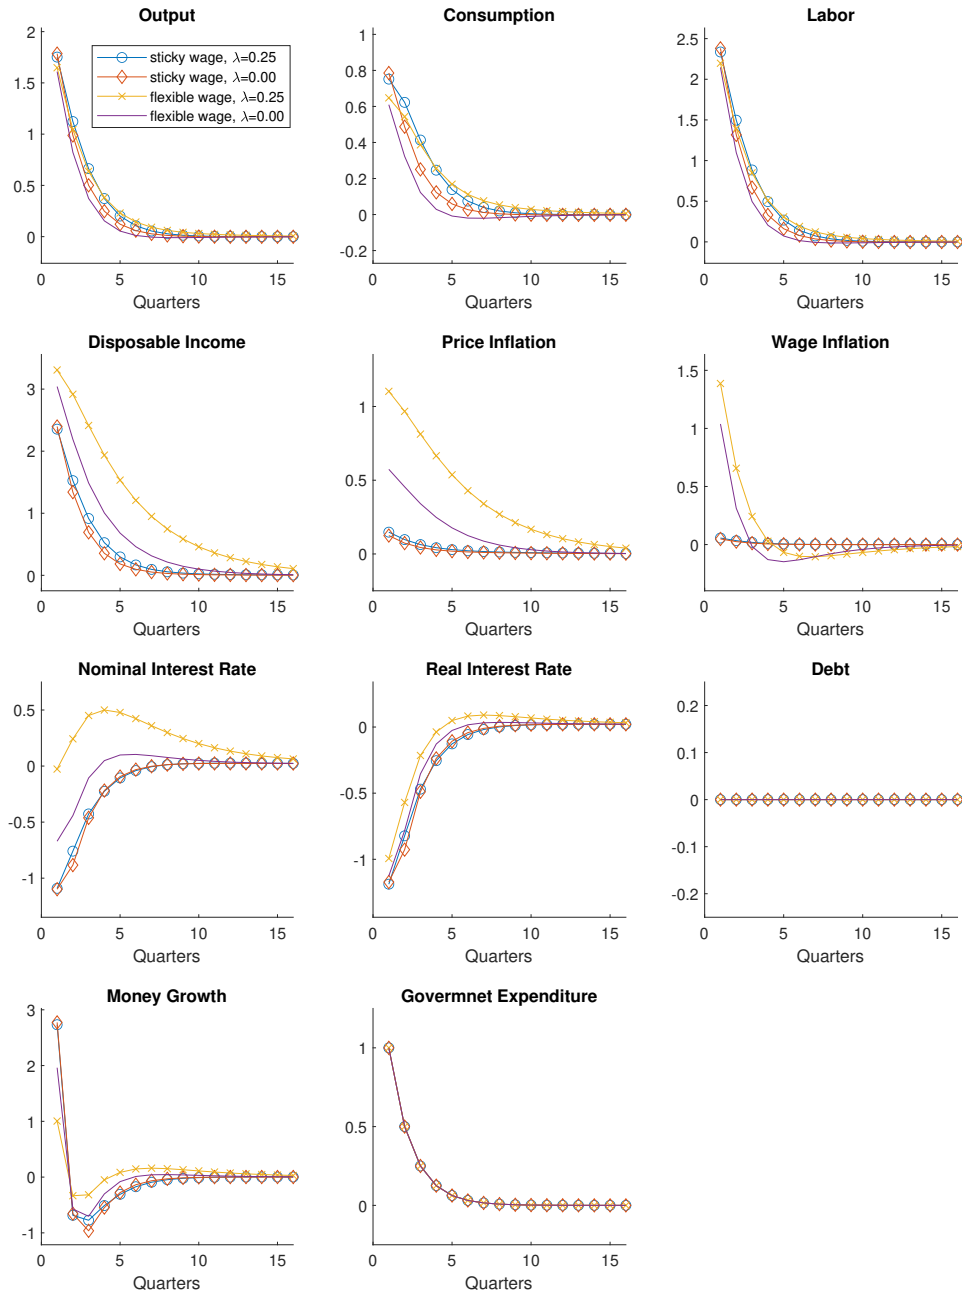 Output
Consumption
Labor
2
1.5
1
0.5
0
sticky wage, λ=0.25
sticky wage, λ=0.00
flexible wage, λ=0.25
flexible wage, λ=0.00
0 5 10 15
Quarters
1
0.8
0.6
0.4
0.2
0
-0.2
0 5 10 15
Quarters
2.5
2
1.5
1
0.5
0
0 5 10 15
Quarters
Disposable Income
Price Inflation
Wage Inflation
3
2
1
0
0 5 10 15
Quarters
1
0.5
0
0 5 10 15
Quarters
1.5
1
0.5
0
0 5 10 15
Quarters
Nominal Interest Rate
Real Interest Rate
Debt
0.5
0
-0.5
-1
0 5 10 15
Quarters
0
-0.5
-1
0 5 10 15
Quarters
0.2
0.1
0
-0.1
-0.2
0 5 10 15
Quarters
Money Growth
Govermnet Expenditure
3
2
1
0
-1
0 5 10 15
Quarters
1
0.5
0
0 5 10 15
Quarters